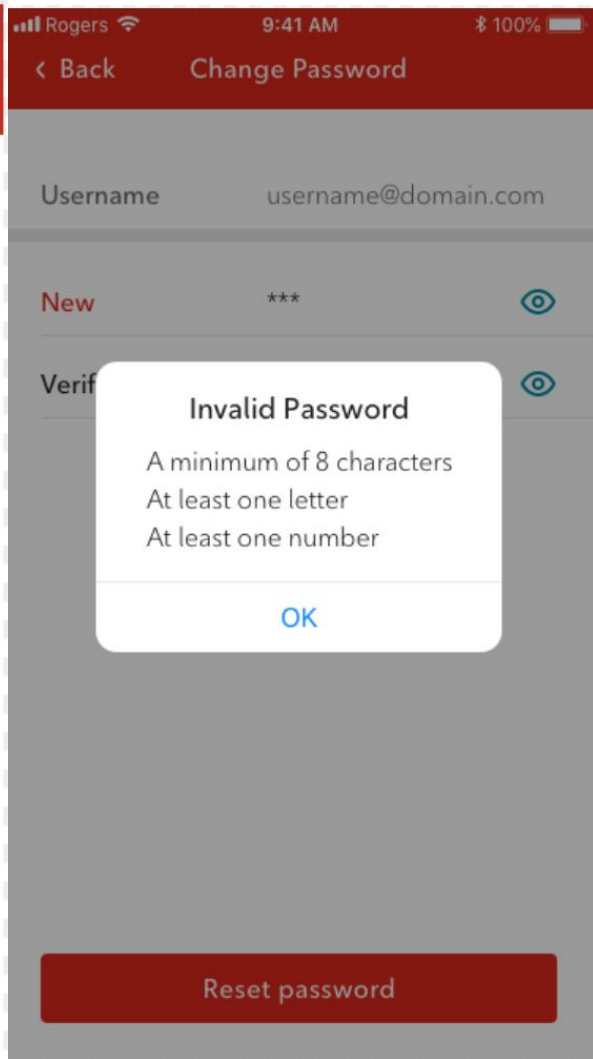 Rogers 9:41 AM 100%
Back Change Password
Username username@domain.com
New ***
Verif
Invalid Password
A minimum of 8 characters
At least one letter
At least one number
OK
Reset password